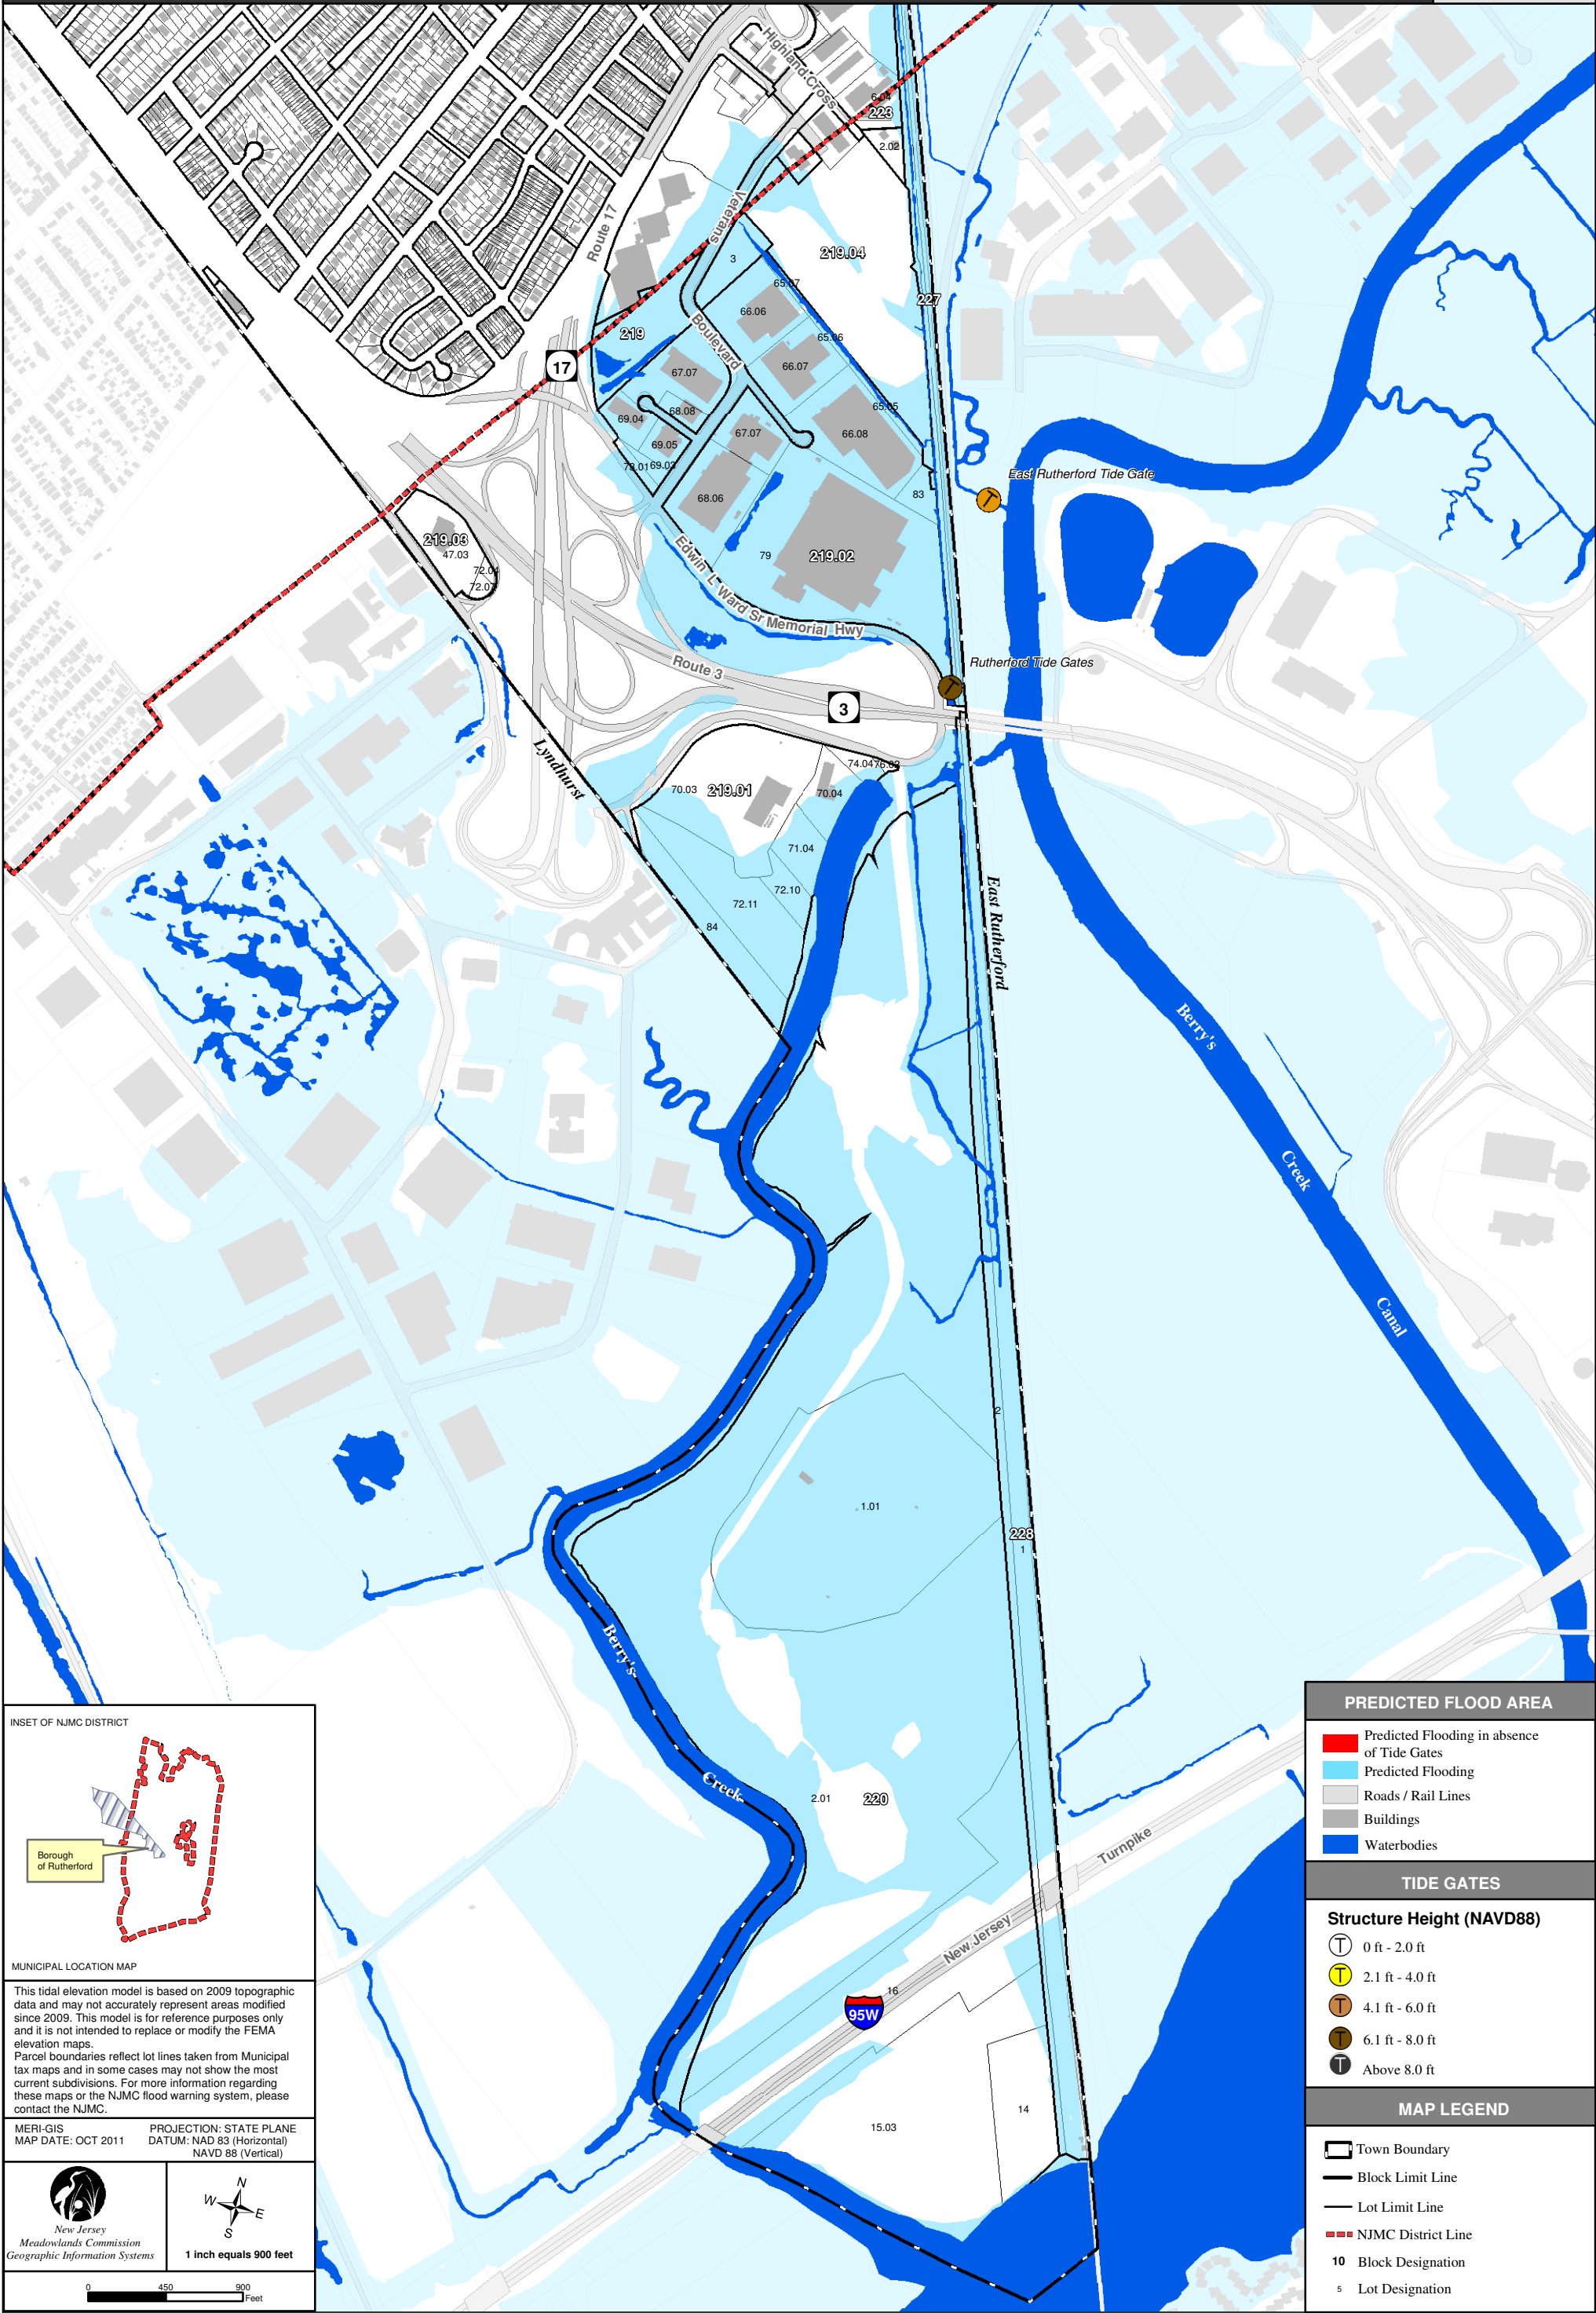 Highland Cross
6.04
223
2.02
Veterans
Route 17
3
219.04
65.07
227
66.06
219
Boulevard
65.06
17
67.07
66.07
68.08
65.05
69.04
67.07
66.08
69.05
73.01
69.03
East Rutherford Tide Gate
68.06
83
219.03
47.03
79
219.02
72.04
72.07
Edwin L Ward Sr Memorial Hwy
Route 3
Rutherford Tide Gates
3
Lyndhurst
74.04
70.03
219.01
70.04
71.04
East Rutherford
72.10
72.11
84
Berry's
Creek
Canal
2
1.01
228
1
Berry's
Creek
2.01
220
Turnpike
New Jersey
16
95W
14
15.03
INSET OF NJMC DISTRICT
Borough
of Rutherford
MUNICIPAL LOCATION MAP
This tidal elevation model is based on 2009 topographic
data and may not accurately represent areas modified
since 2009. This model is for reference purposes only
and it is not intended to replace or modify the FEMA
elevation maps.
Parcel boundaries reflect lot lines taken from Municipal
tax maps and in some cases may not show the most
current subdivisions. For more information regarding
these maps or the NJMC flood warning system, please
contact the NJMC.
MERI-GIS
MAP DATE: OCT 2011
PROJECTION: STATE PLANE
DATUM: NAD 83 (Horizontal)
NAVD 88 (Vertical)
New Jersey
Meadowlands Commission
Geographic Information Systems
N
W
E
S
1 inch equals 900 feet
0 450 900
Feet
PREDICTED FLOOD AREA
Predicted Flooding in absence
of Tide Gates
Predicted Flooding
Roads / Rail Lines
Buildings
Waterbodies
TIDE GATES
Structure Height (NAVD88)
T 0 ft - 2.0 ft
T 2.1 ft - 4.0 ft
T 4.1 ft - 6.0 ft
T 6.1 ft - 8.0 ft
T Above 8.0 ft
MAP LEGEND
Town Boundary
Block Limit Line
Lot Limit Line
NJMC District Line
10 Block Designation
5 Lot Designation